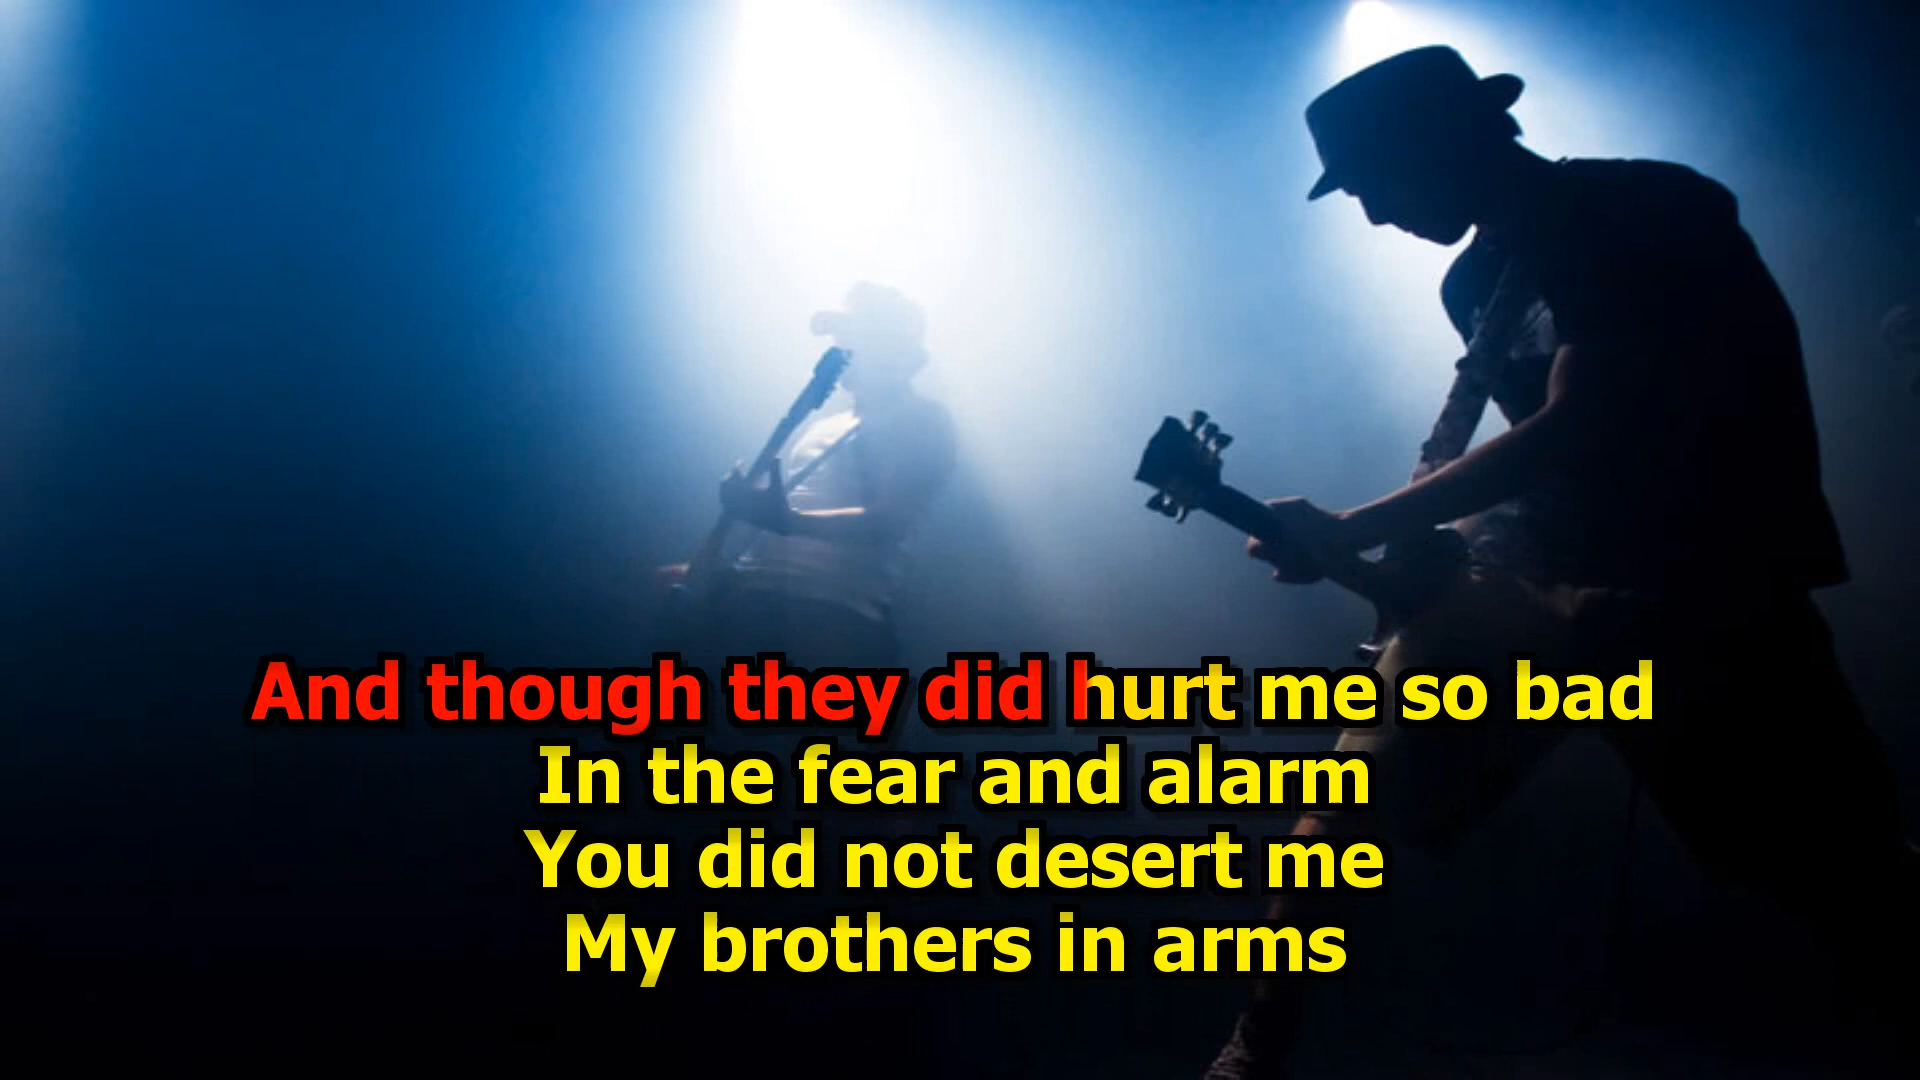 And though they did hurt me so bad
In the fear and alarm
You did not desert me
My brothers in arms